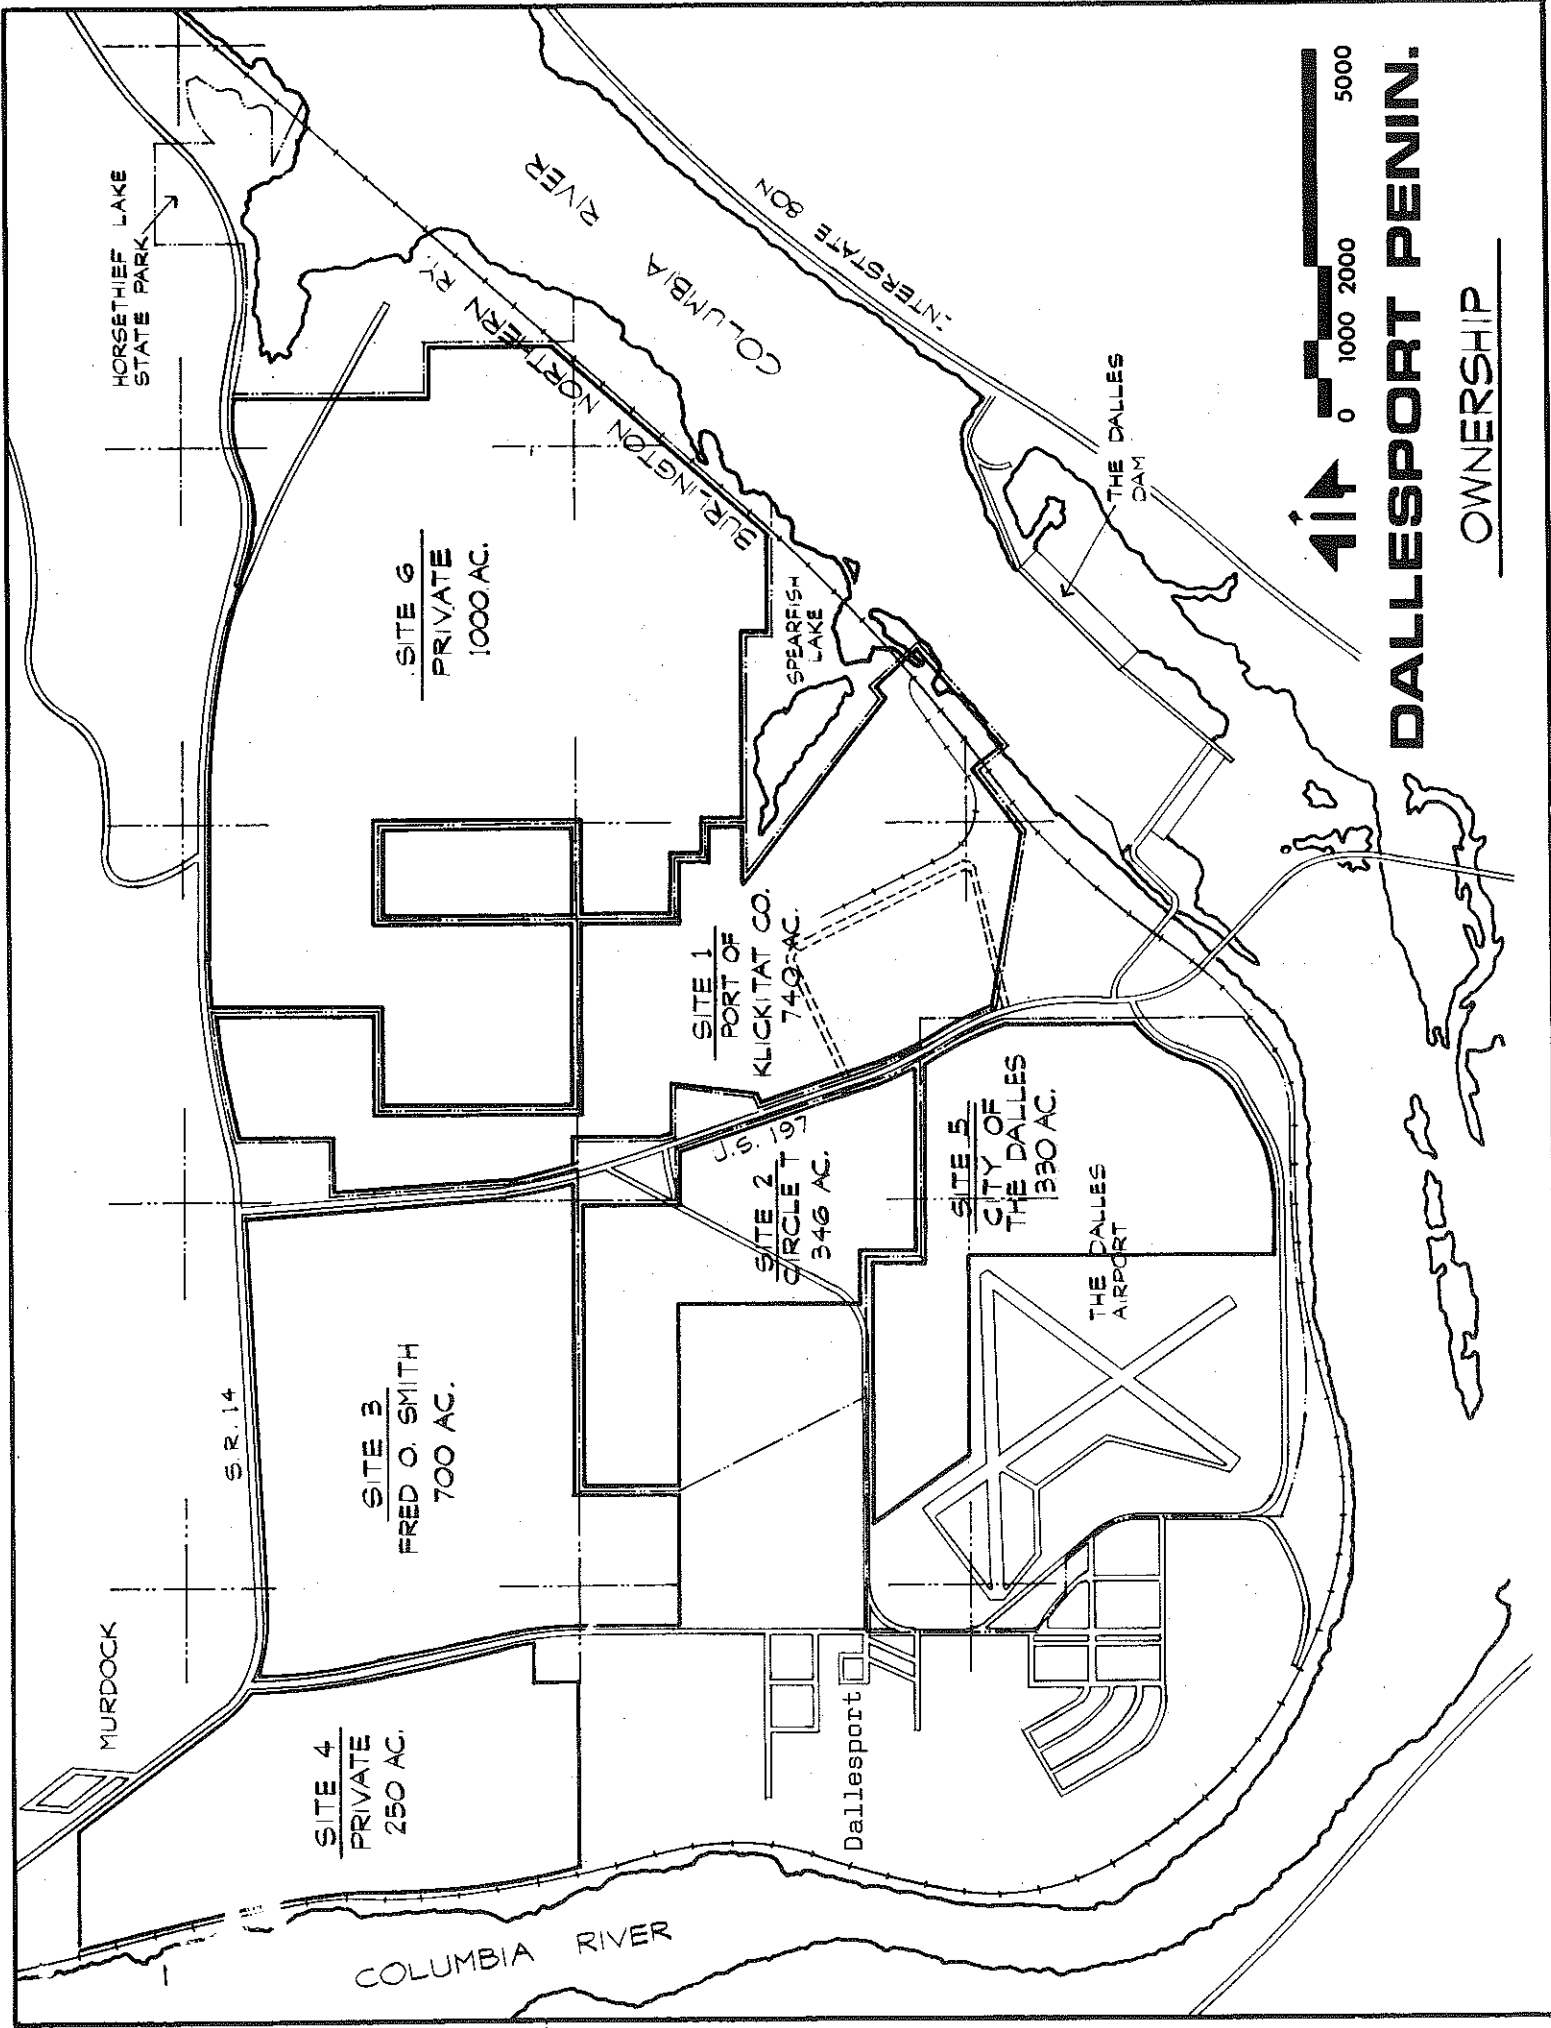 HORSETHIEF LAKE
STATE PARK
MURDOCK
S.R. 14
SITE 4
PRIVATE
250 AC.
SITE 3
FRED O. SMITH
700 AC.
SITE 6
PRIVATE
1000 AC.
BURLINGTON NORTHERN RY.
COLUMBIA RIVER
INTERSTATE 80N
SITE 1
PORT OF
KLICKITAT CO.
740 AC.
SPEARFISH
LAKE
U.S. 197
SITE 2
CIRCLE T
346 AC.
SITE 5
CITY OF
THE DALLES
330 AC.
THE DALLES
AIRPORT
Dallesport
COLUMBIA RIVER
THE DALLES
DAM
0 1000 2000 5000
DALLESPORT PENIN.
OWNERSHIP